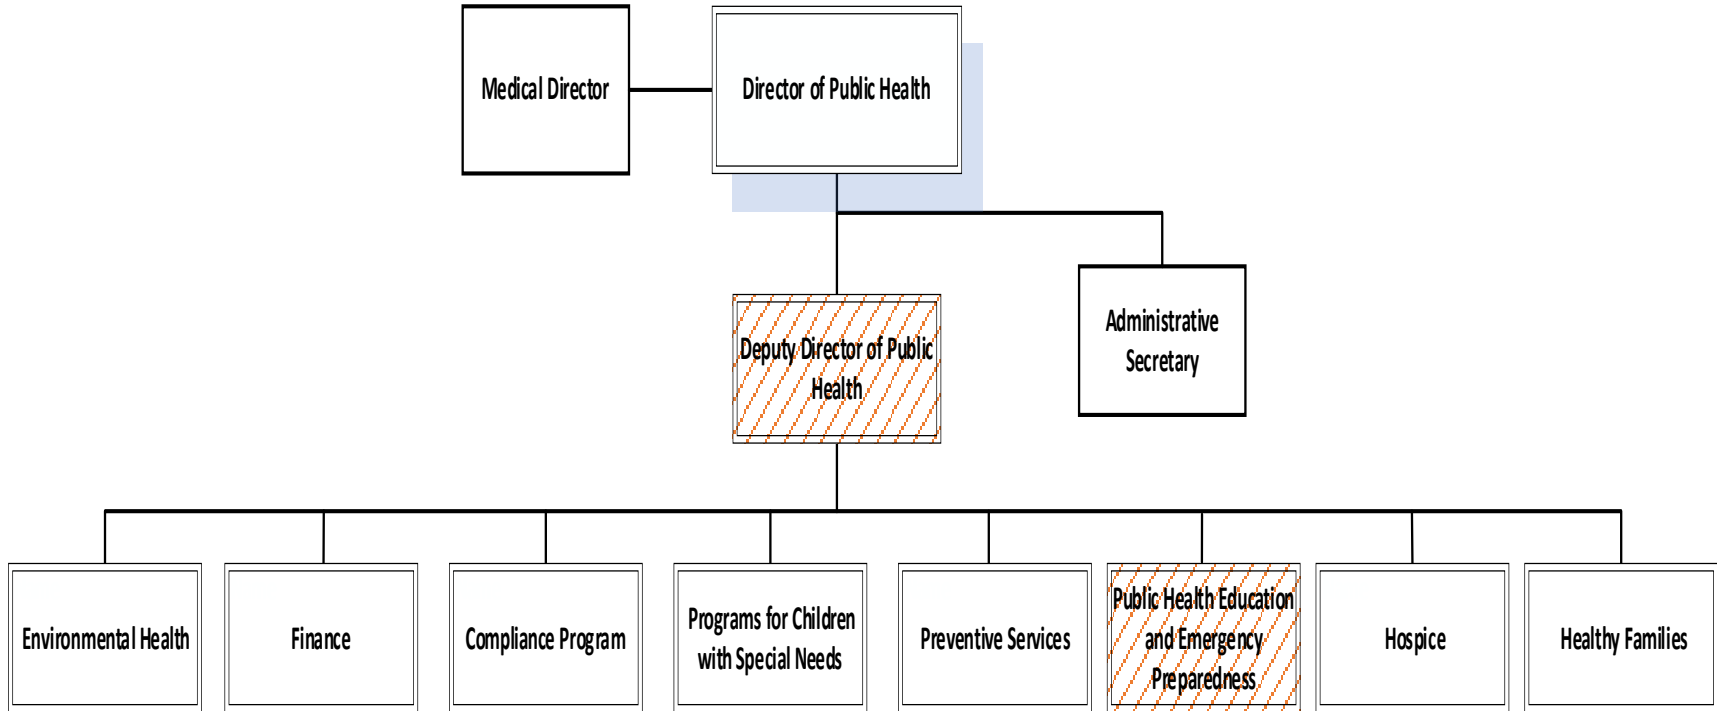 Medical Director
Director of Public Health
Administrative
Secretary
Deputy Director of Public
Health
Environmental Health
Finance
Compliance Program
Programs for Children
with Special Needs
Preventive Services
Public Health Education
and Emergency
Preparedness
Hospice
Healthy Families